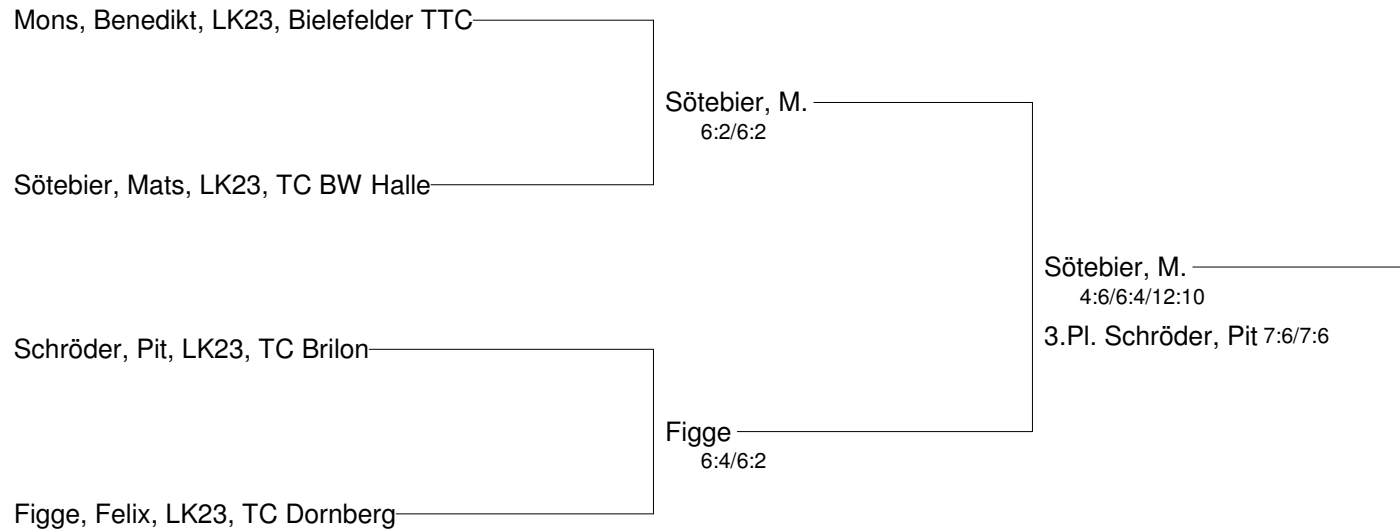 Mons, Benedikt, LK23, Bielefelder TTC
Sötebier, M.
6:2/6:2
Sötebier, Mats, LK23, TC BW Halle
Sötebier, M.
4:6/6:4/12:10
3.Pl. Schröder, Pit 7:6/7:6
Schröder, Pit, LK23, TC Brilon
Figge
6:4/6:2
Figge, Felix, LK23, TC Dornberg